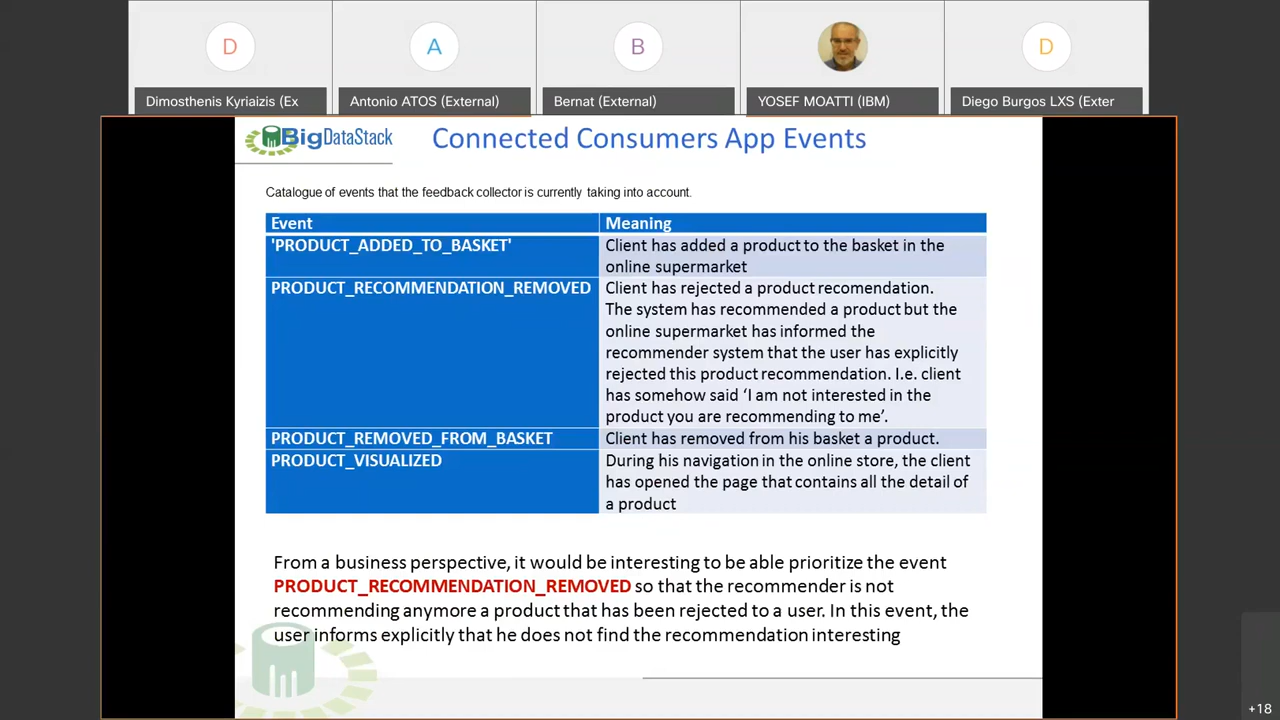 D
A
B
D
Dimosthenis Kyriaizis (Ex
Antonio ATOS (External)
Bernat (External)
YOSEF MOATTI (IBM)
Diego Burgos LXS (Exter
BigDataStack
Connected Consumers App Events
Catalogue of events that the feedback collector is currently taking into account.
Event
Meaning
'PRODUCT_ADDED_TO_BASKET'
Client has added a product to the basket in the
online supermarket
PRODUCT_RECOMMENDATION_REMOVED
Client has rejected a product recomendation.
The system has recommended a product but the
online supermarket has informed the
recommender system that the user has explicitly
rejected this product recommendation. I.e. client
has somehow said ‘I am not interested in the
product you are recommending to me’.
PRODUCT_REMOVED_FROM_BASKET
Client has removed from his basket a product.
PRODUCT_VISUALIZED
During his navigation in the online store, the client
has opened the page that contains all the detail of
a product
From a business perspective, it would be interesting to be able prioritize the event
PRODUCT_RECOMMENDATION_REMOVED so that the recommender is not
recommending anymore a product that has been rejected to a user. In this event, the
user informs explicitly that he does not find the recommendation interesting
+18